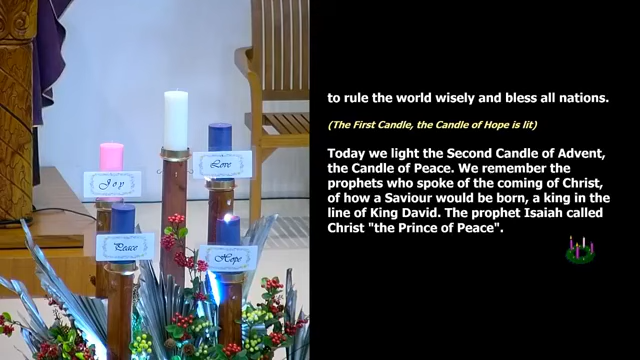 Joy
Love
Peace
Hope
to rule the world wisely and bless all nations.
(The First Candle, the Candle of Hope is lit)
Today we light the Second Candle of Advent,
the Candle of Peace. We remember the
prophets who spoke of the coming of Christ,
of how a Saviour would be born, a king in the
line of King David. The prophet Isaiah called
Christ "the Prince of Peace".